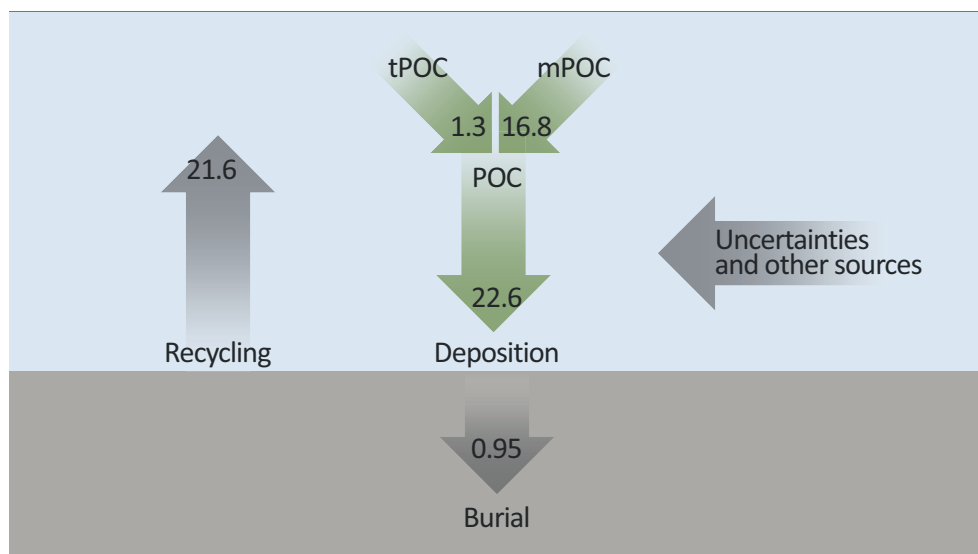 tPOC
mPOC
1.3
16.8
21.6
POC
Uncertainties
and other sources
22.6
Recycling
Deposition
0.95
Burial